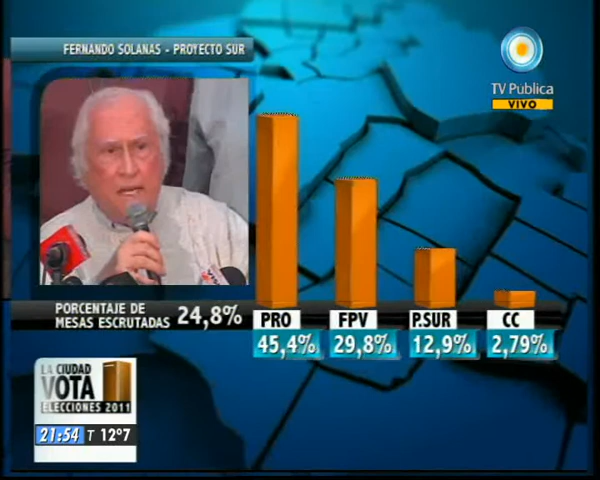 FERNANDO SOLANAS - PROYECTO SUR
TV Pública
VIVO
PORCENTAJE DE
MESAS ESCRUTADAS 24,8%
PRO FPV P.SUR CC
45,4% 29,8% 12,9% 2,79%
LA CIUDAD
VOTA
ELECCIONES 2011
21:54 T 12°7